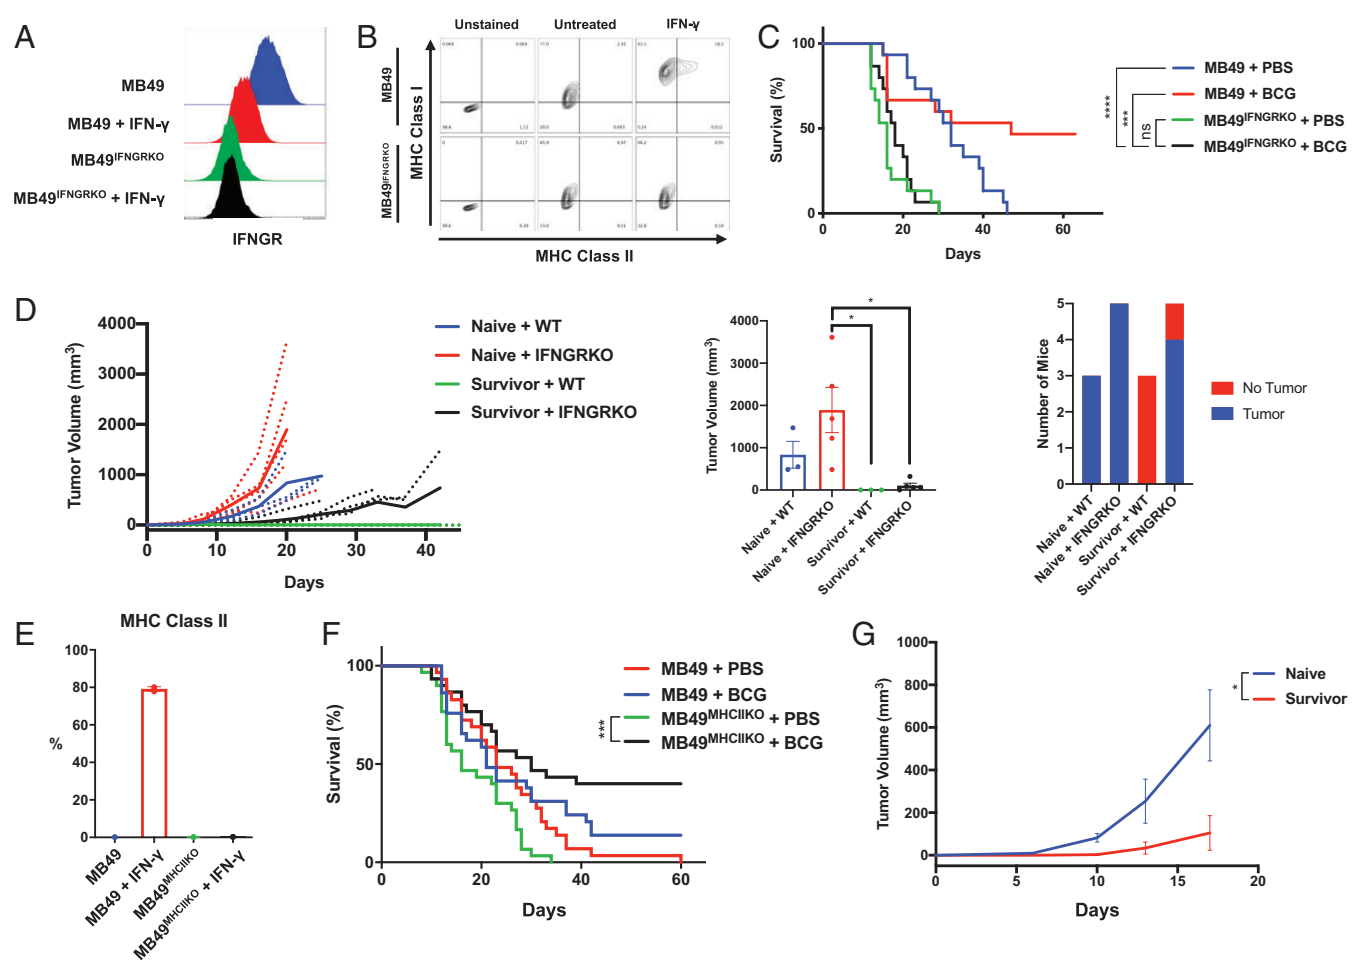 A
MB49
MB49 + IFN-γ
MB49IFNGRKO
MB49IFNGRKO + IFN-γ
IFNGR
B
Unstained
Untreated
IFN-γ
MB49
MB49IFNGRKO
MHC Class I
MHC Class II
C
Survival (%)
100
50
0
0 20 40 60
Days
MB49 + PBS
MB49 + BCG
MB49IFNGRKO + PBS
MB49IFNGRKO + BCG
****
***
ns
D
Tumor Volume (mm3)
4000
3000
2000
1000
0
0 10 20 30 40
Days
Naive + WT
Naive + IFNGRKO
Survivor + WT
Survivor + IFNGRKO
Tumor Volume (mm3)
4000
3000
2000
1000
0
*
*
Naive + WT
Naive + IFNGRKO
Survivor + WT
Survivor + IFNGRKO
Number of Mice
5
4
3
2
1
0
Naive + WT
Naive + IFNGRKO
Survivor + WT
Survivor + IFNGRKO
No Tumor
Tumor
E
MHC Class II
%
100
80
60
40
20
0
MB49
MB49 + IFN-γ
MB49MHCIIKO
MB49MHCIIKO + IFN-γ
F
Survival (%)
100
50
0
0 20 40 60
Days
MB49 + PBS
MB49 + BCG
MB49MHCIIKO + PBS
MB49MHCIIKO + BCG
***
G
Tumor Volume (mm3)
1000
800
600
400
200
0
0 5 10 15 20
Days
*
Naive
Survivor